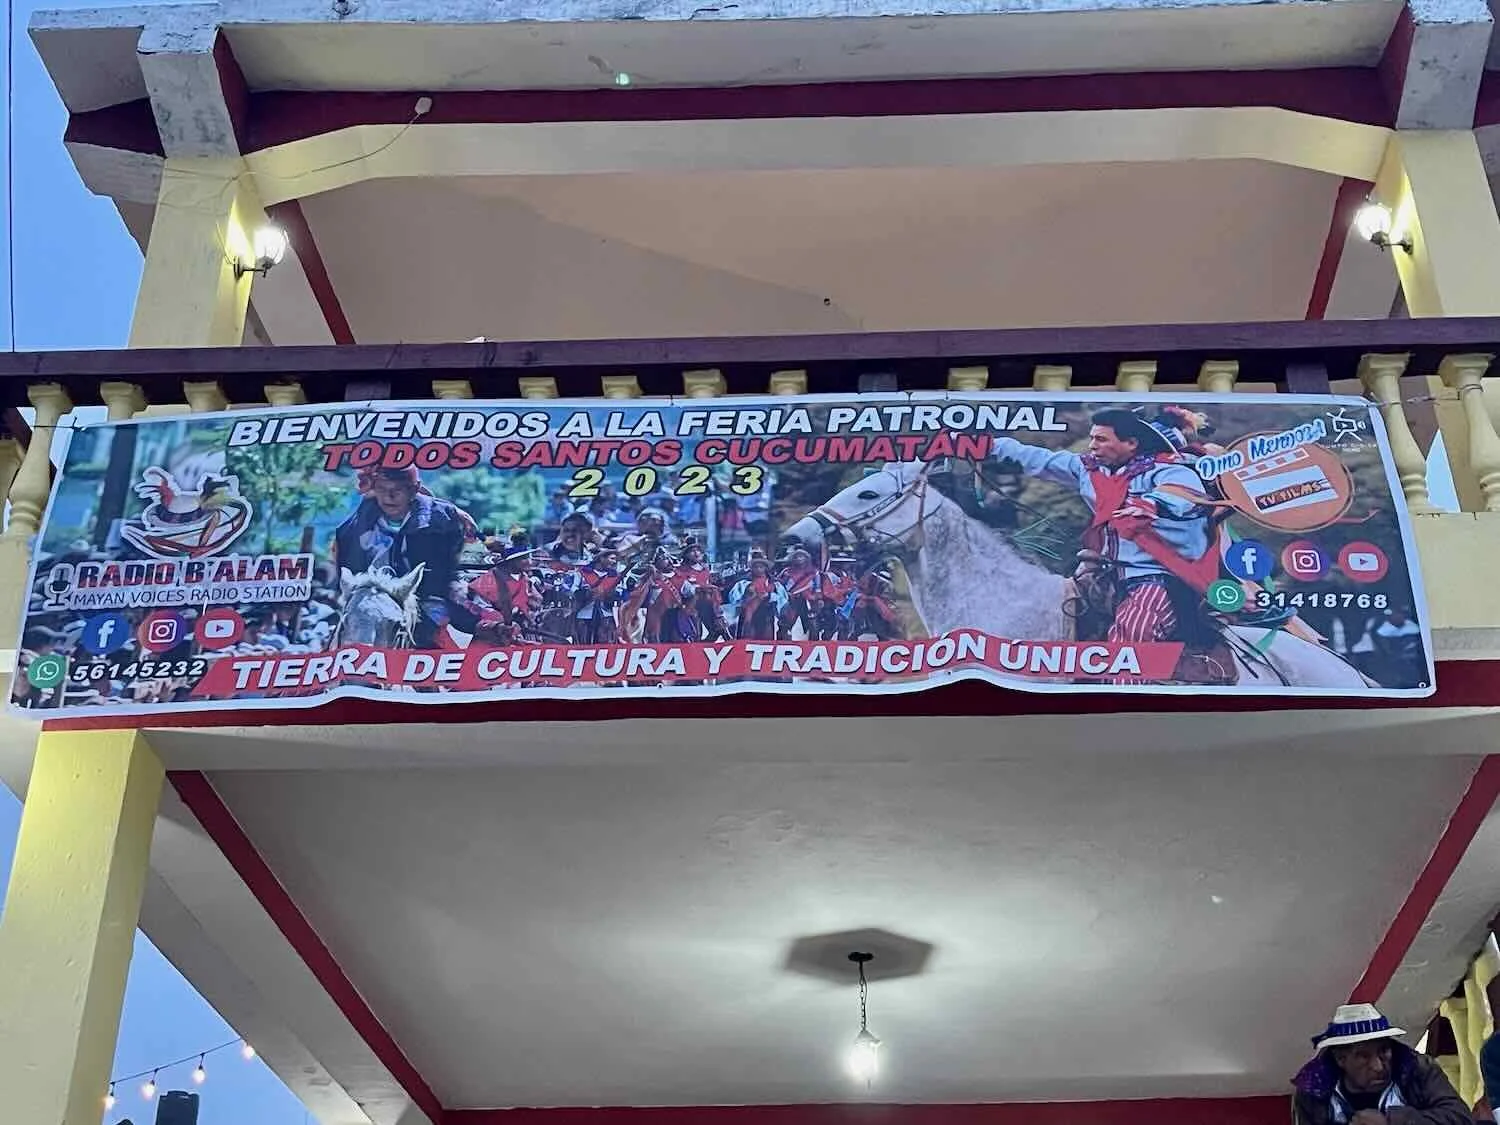 BIENVENIDOS A LA FERIA PATRONAL
TODOS SANTOS CUCUMATÁN
2023
Dino Mendoza
TV FILMS
RADIO B'ALAM
MAYAN VOICES RADIO STATION
56145232
31418768
TIERRA DE CULTURA Y TRADICIÓN ÚNICA